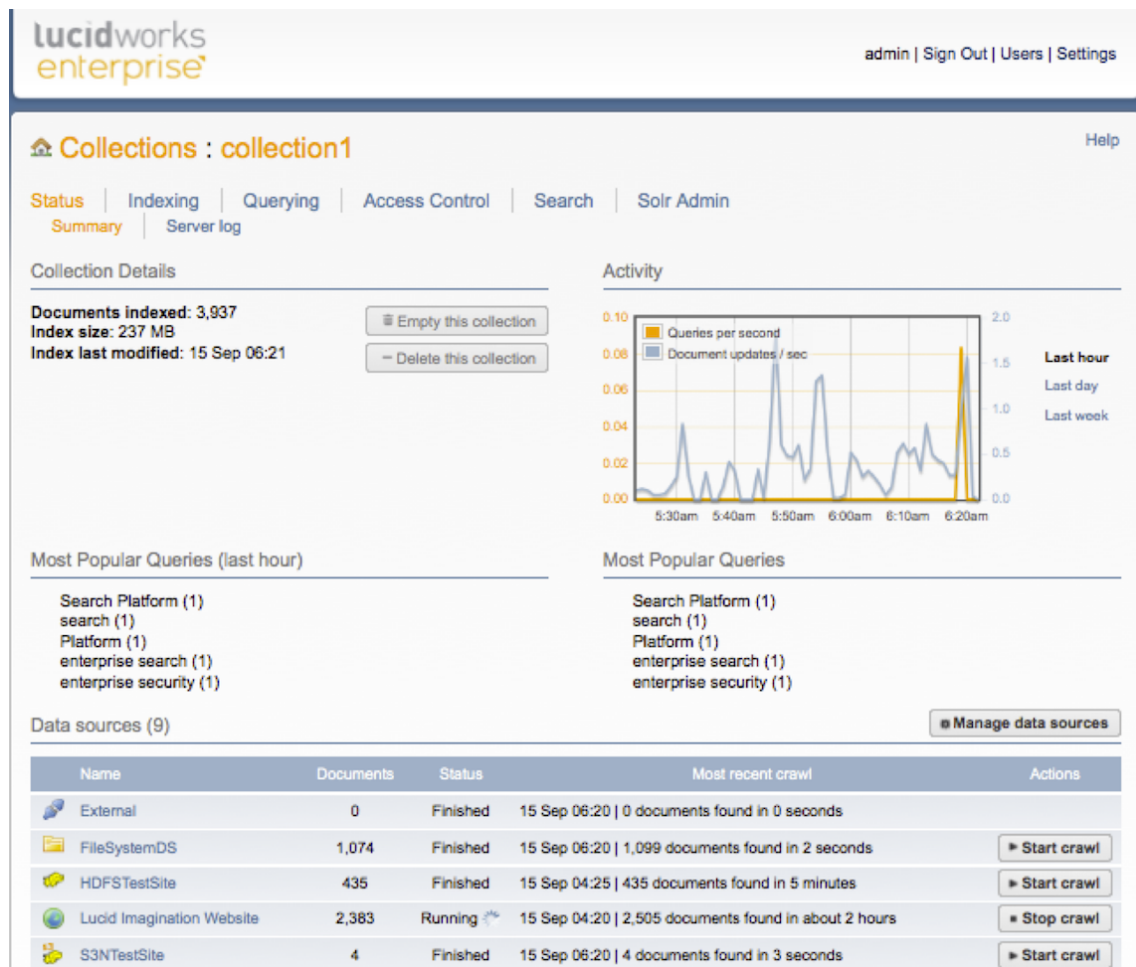 lucidworks
enterprise
admin | Sign Out | Users | Settings
Collections : collection1
Help
Status | Indexing | Querying | Access Control | Search | Solr Admin
Summary | Server log
Collection Details
Documents indexed: 3,937
Index size: 237 MB
Index last modified: 15 Sep 06:21
Empty this collection
Delete this collection
Activity
0.10
0.08
0.06
0.04
0.02
0.00
Queries per second
Document updates / sec
2.0
1.5
1.0
0.5
0.0
5:30am 5:40am 5:50am 6:00am 6:10am 6:20am
Last hour
Last day
Last week
Most Popular Queries (last hour)
Search Platform (1)
search (1)
Platform (1)
enterprise search (1)
enterprise security (1)
Most Popular Queries
Search Platform (1)
search (1)
Platform (1)
enterprise search (1)
enterprise security (1)
Data sources (9)
Manage data sources
Name Documents Status Most recent crawl Actions
External 0 Finished 15 Sep 06:20 | 0 documents found in 0 seconds
FileSystemDS 1,074 Finished 15 Sep 06:20 | 1,099 documents found in 2 seconds Start crawl
HDFSTestSite 435 Finished 15 Sep 04:25 | 435 documents found in 5 minutes Start crawl
Lucid Imagination Website 2,383 Running 15 Sep 04:20 | 2,505 documents found in about 2 hours Stop crawl
S3NTestSite 4 Finished 15 Sep 06:20 | 4 documents found in 3 seconds Start crawl